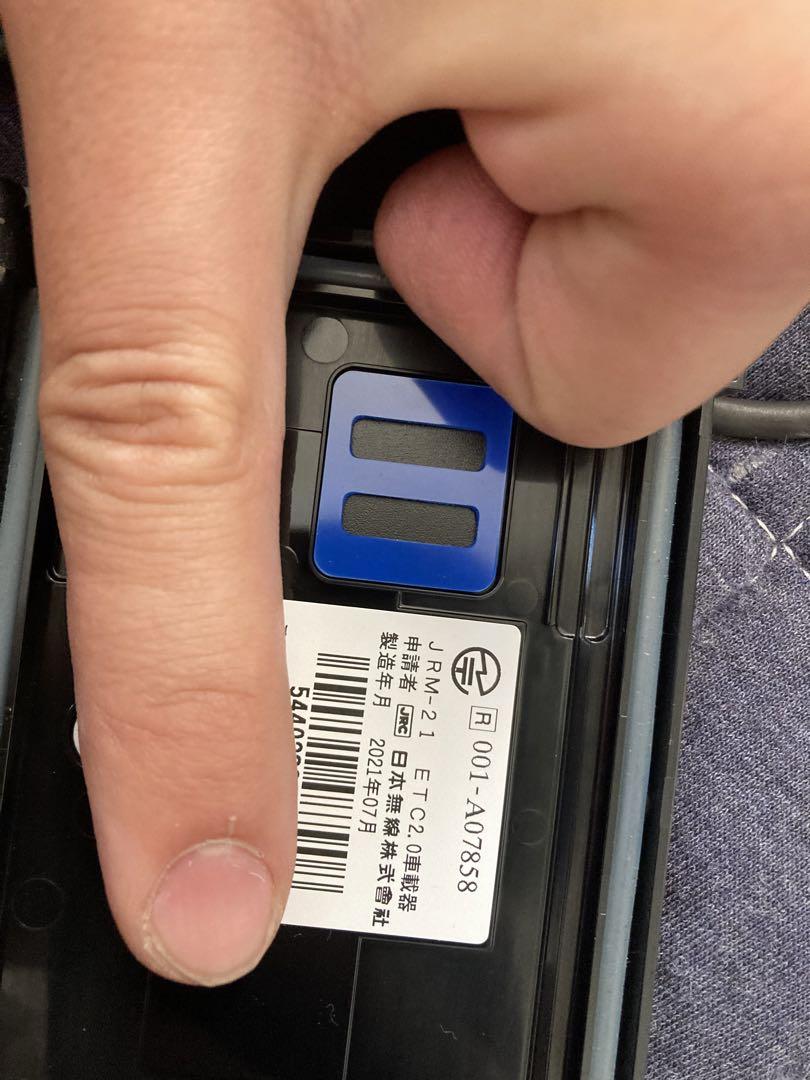 R 001-A07858
JRM-21 ETC2.0車載器
申請者 JRC 日本無線株式會社
製造年月 2021年07月